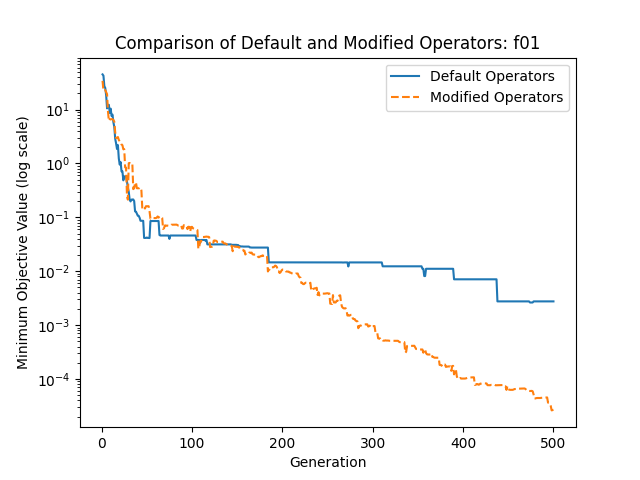 Comparison of Default and Modified Operators: f01
Default Operators
Modified Operators
Minimum Objective Value (log scale)
10¹
10⁰
10⁻¹
10⁻²
10⁻³
10⁻⁴
0 100 200 300 400 500
Generation